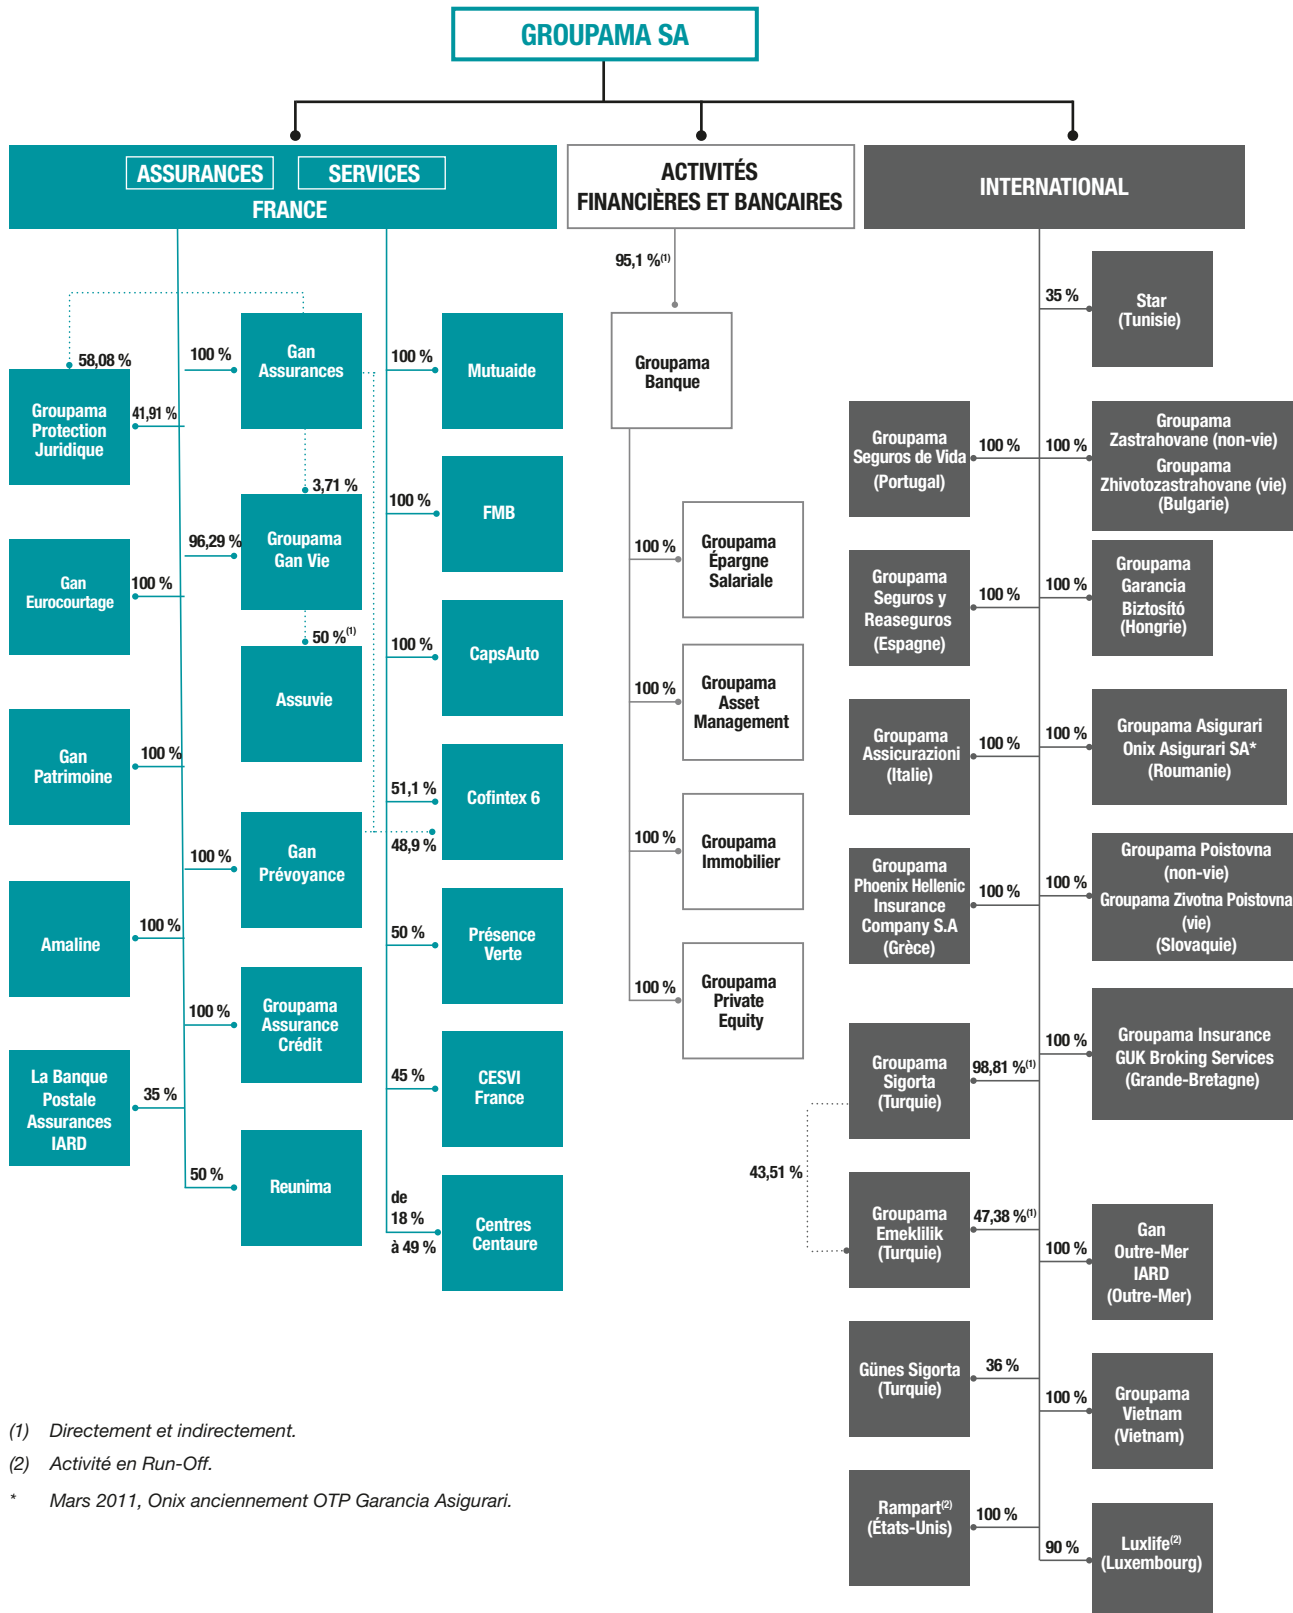 GROUPAMA SA
ASSURANCES
SERVICES
FRANCE
ACTIVITÉS
FINANCIÈRES ET BANCAIRES
INTERNATIONAL
58,08 %
Groupama
Protection
Juridique
41,91 %
Gan
Eurocourtage
100 %
Gan
Patrimoine
100 %
Amaline
100 %
La Banque
Postale
Assurances
IARD
35 %
100 %
Gan
Assurances
3,71 %
96,29 %
Groupama
Gan Vie
50 %(1)
Assuvie
100 %
Gan
Prévoyance
100 %
Groupama
Assurance
Crédit
50 %
Reunima
100 %
Mutuaide
100 %
FMB
100 %
CapsAuto
51,1 %
Cofintex 6
48,9 %
50 %
Présence
Verte
45 %
CESVI
France
de
18 %
à 49 %
Centres
Centaure
95,1 %(1)
Groupama
Banque
100 %
Groupama
Épargne
Salariale
100 %
Groupama
Asset
Management
100 %
Groupama
Immobilier
100 %
Groupama
Private
Equity
Groupama
Seguros de Vida
(Portugal)
100 %
Groupama
Seguros y
Reaseguros
(Espagne)
100 %
Groupama
Assicurazioni
(Italie)
100 %
Groupama
Phoenix Hellenic
Insurance
Company S.A
(Grèce)
100 %
Groupama
Sigorta
(Turquie)
98,81 %(1)
43,51 %
Groupama
Emeklilik
(Turquie)
47,38 %(1)
Günes Sigorta
(Turquie)
36 %
Rampart(2)
(États-Unis)
100 %
35 %
Star
(Tunisie)
100 %
Groupama
Zastrahovane (non-vie)
Groupama
Zhivotozastrahovane (vie)
(Bulgarie)
100 %
Groupama
Garancia
Biztosító
(Hongrie)
100 %
Groupama Asigurari
Onix Asigurari SA*
(Roumanie)
100 %
Groupama Poistovna
(non-vie)
Groupama Zivotna Poistovna
(vie)
(Slovaquie)
100 %
Groupama Insurance
GUK Broking Services
(Grande-Bretagne)
100 %
Gan
Outre-Mer
IARD
(Outre-Mer)
100 %
Groupama
Vietnam
(Vietnam)
90 %
Luxlife(2)
(Luxembourg)
(1) Directement et indirectement.
(2) Activité en Run-Off.
* Mars 2011, Onix anciennement OTP Garancia Asigurari.